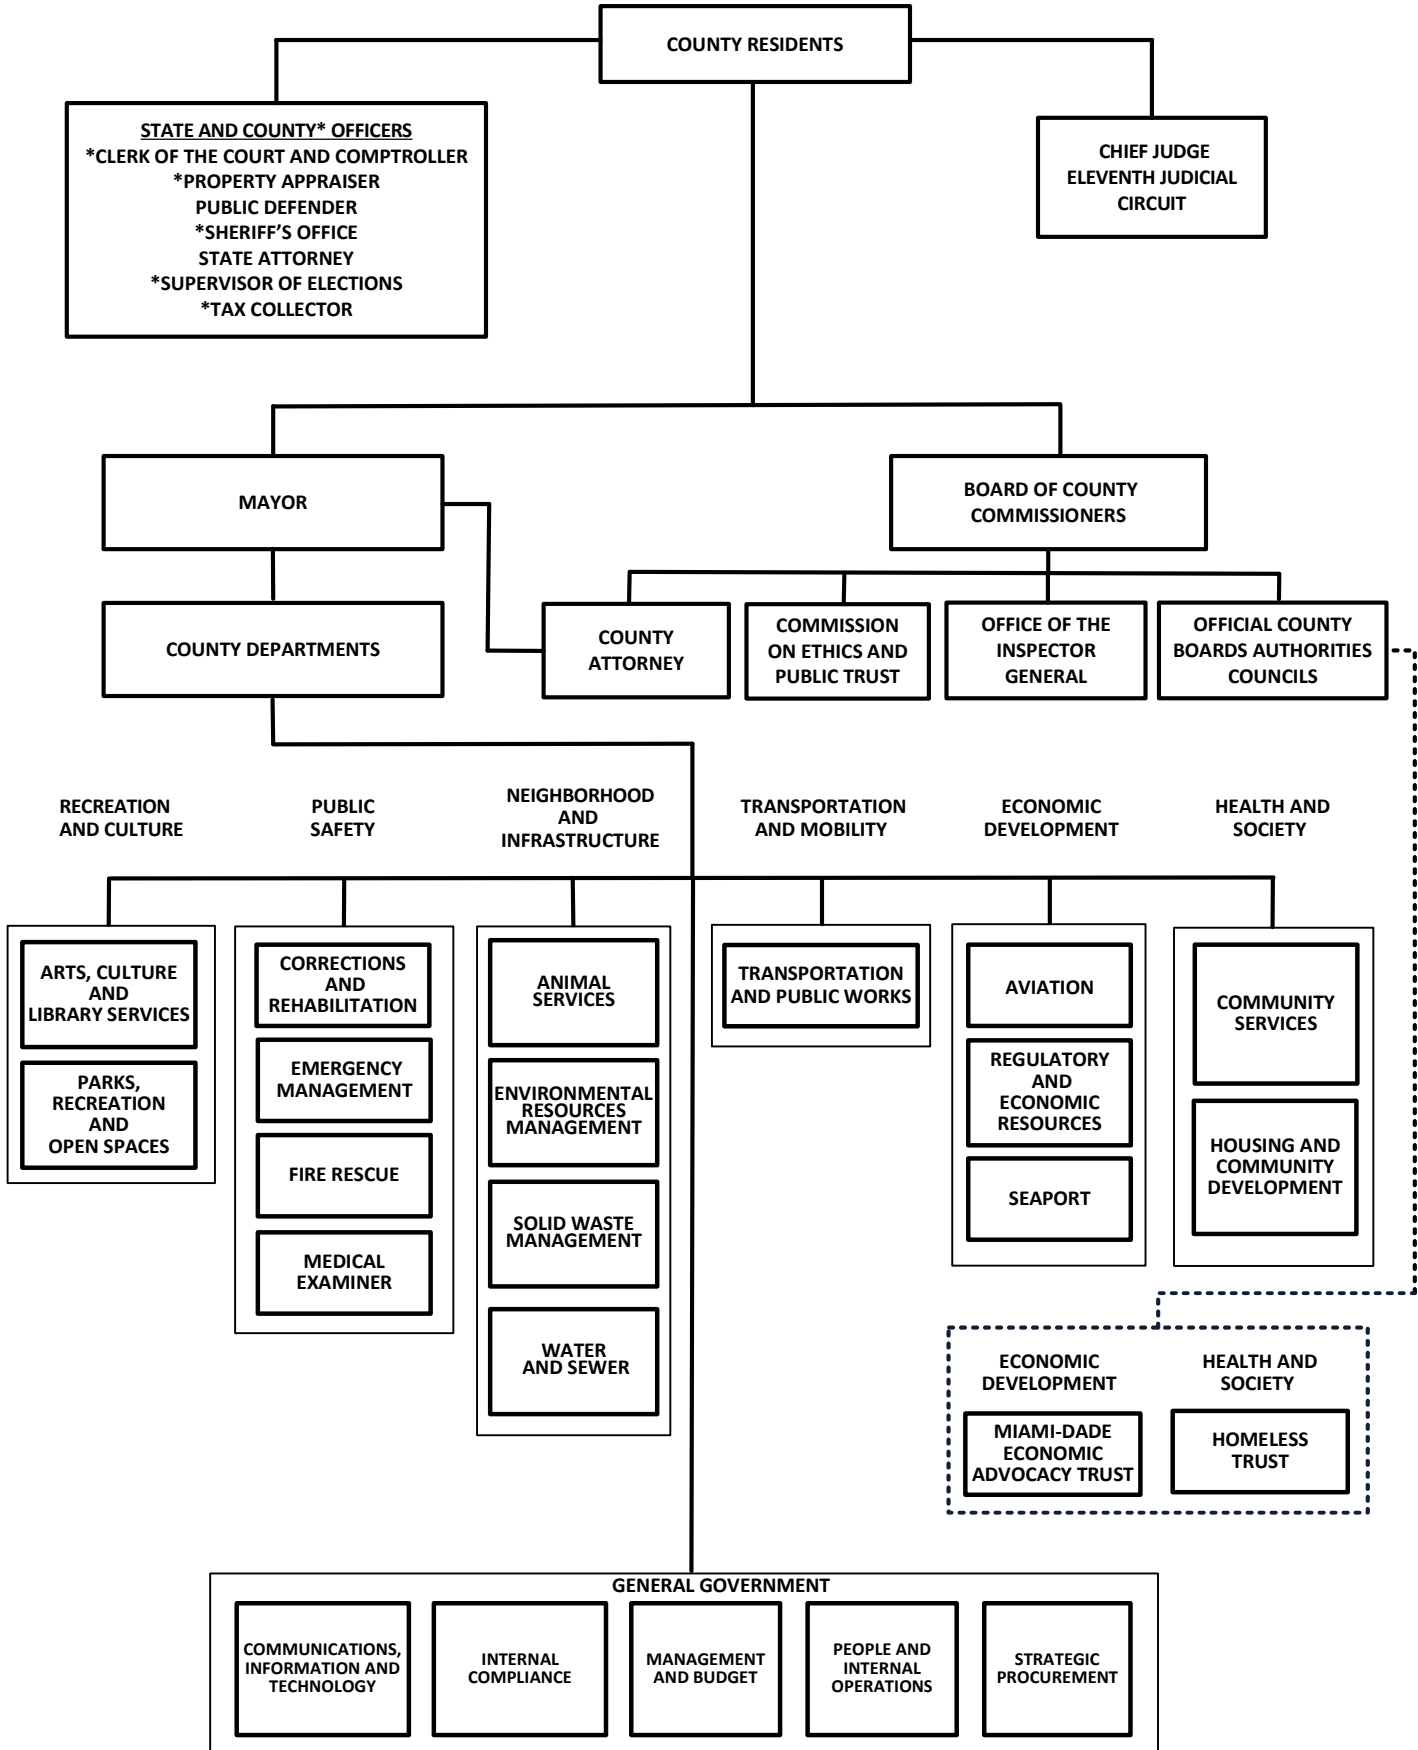 COUNTY RESIDENTS
STATE AND COUNTY* OFFICERS
*CLERK OF THE COURT AND COMPTROLLER
*PROPERTY APPRAISER
PUBLIC DEFENDER
*SHERIFF'S OFFICE
STATE ATTORNEY
*SUPERVISOR OF ELECTIONS
*TAX COLLECTOR
CHIEF JUDGE
ELEVENTH JUDICIAL
CIRCUIT
MAYOR
BOARD OF COUNTY
COMMISSIONERS
COUNTY DEPARTMENTS
COUNTY
ATTORNEY
COMMISSION
ON ETHICS AND
PUBLIC TRUST
OFFICE OF THE
INSPECTOR
GENERAL
OFFICIAL COUNTY
BOARDS AUTHORITIES
COUNCILS
RECREATION
AND CULTURE
PUBLIC
SAFETY
NEIGHBORHOOD
AND
INFRASTRUCTURE
TRANSPORTATION
AND MOBILITY
ECONOMIC
DEVELOPMENT
HEALTH AND
SOCIETY
ARTS, CULTURE
AND
LIBRARY SERVICES
PARKS,
RECREATION
AND
OPEN SPACES
CORRECTIONS
AND
REHABILITATION
EMERGENCY
MANAGEMENT
FIRE RESCUE
MEDICAL
EXAMINER
ANIMAL
SERVICES
ENVIRONMENTAL
RESOURCES
MANAGEMENT
SOLID WASTE
MANAGEMENT
WATER
AND SEWER
TRANSPORTATION
AND PUBLIC WORKS
AVIATION
REGULATORY
AND
ECONOMIC
RESOURCES
SEAPORT
COMMUNITY
SERVICES
HOUSING AND
COMMUNITY
DEVELOPMENT
ECONOMIC
DEVELOPMENT
HEALTH AND
SOCIETY
MIAMI-DADE
ECONOMIC
ADVOCACY TRUST
HOMELESS
TRUST
GENERAL GOVERNMENT
COMMUNICATIONS,
INFORMATION AND
TECHNOLOGY
INTERNAL
COMPLIANCE
MANAGEMENT
AND BUDGET
PEOPLE AND
INTERNAL
OPERATIONS
STRATEGIC
PROCUREMENT